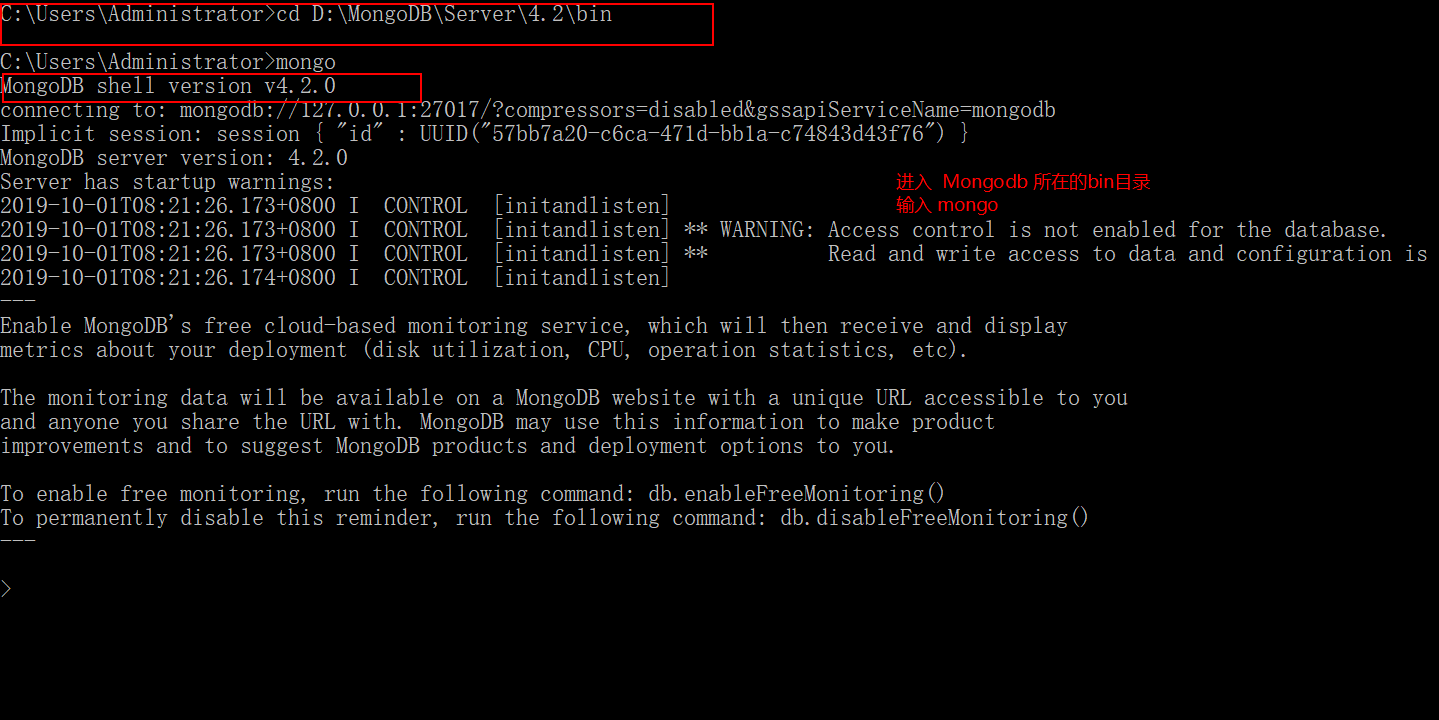 C:\Users\Administrator>cd D:\MongoDB\Server\4.2\bin
C:\Users\Administrator>mongo
MongoDB shell version v4.2.0
connecting to: mongodb://127.0.0.1:27017/?compressors=disabled&gssapiServiceName=mongodb
Implicit session: session { "id" : UUID("57bb7a20-c6ca-471d-bb1a-c74843d43f76") }
MongoDB server version: 4.2.0
Server has startup warnings:
进入 Mongodb 所在的bin目录
输入 mongo
2019-10-01T08:21:26.173+0800 I  CONTROL  [initandlisten]
2019-10-01T08:21:26.173+0800 I  CONTROL  [initandlisten] ** WARNING: Access control is not enabled for the database.
2019-10-01T08:21:26.173+0800 I  CONTROL  [initandlisten] **          Read and write access to data and configuration is
2019-10-01T08:21:26.174+0800 I  CONTROL  [initandlisten]
---
Enable MongoDB's free cloud-based monitoring service, which will then receive and display
metrics about your deployment (disk utilization, CPU, operation statistics, etc).
The monitoring data will be available on a MongoDB website with a unique URL accessible to you
and anyone you share the URL with. MongoDB may use this information to make product
improvements and to suggest MongoDB products and deployment options to you.
To enable free monitoring, run the following command: db.enableFreeMonitoring()
To permanently disable this reminder, run the following command: db.disableFreeMonitoring()
---
>